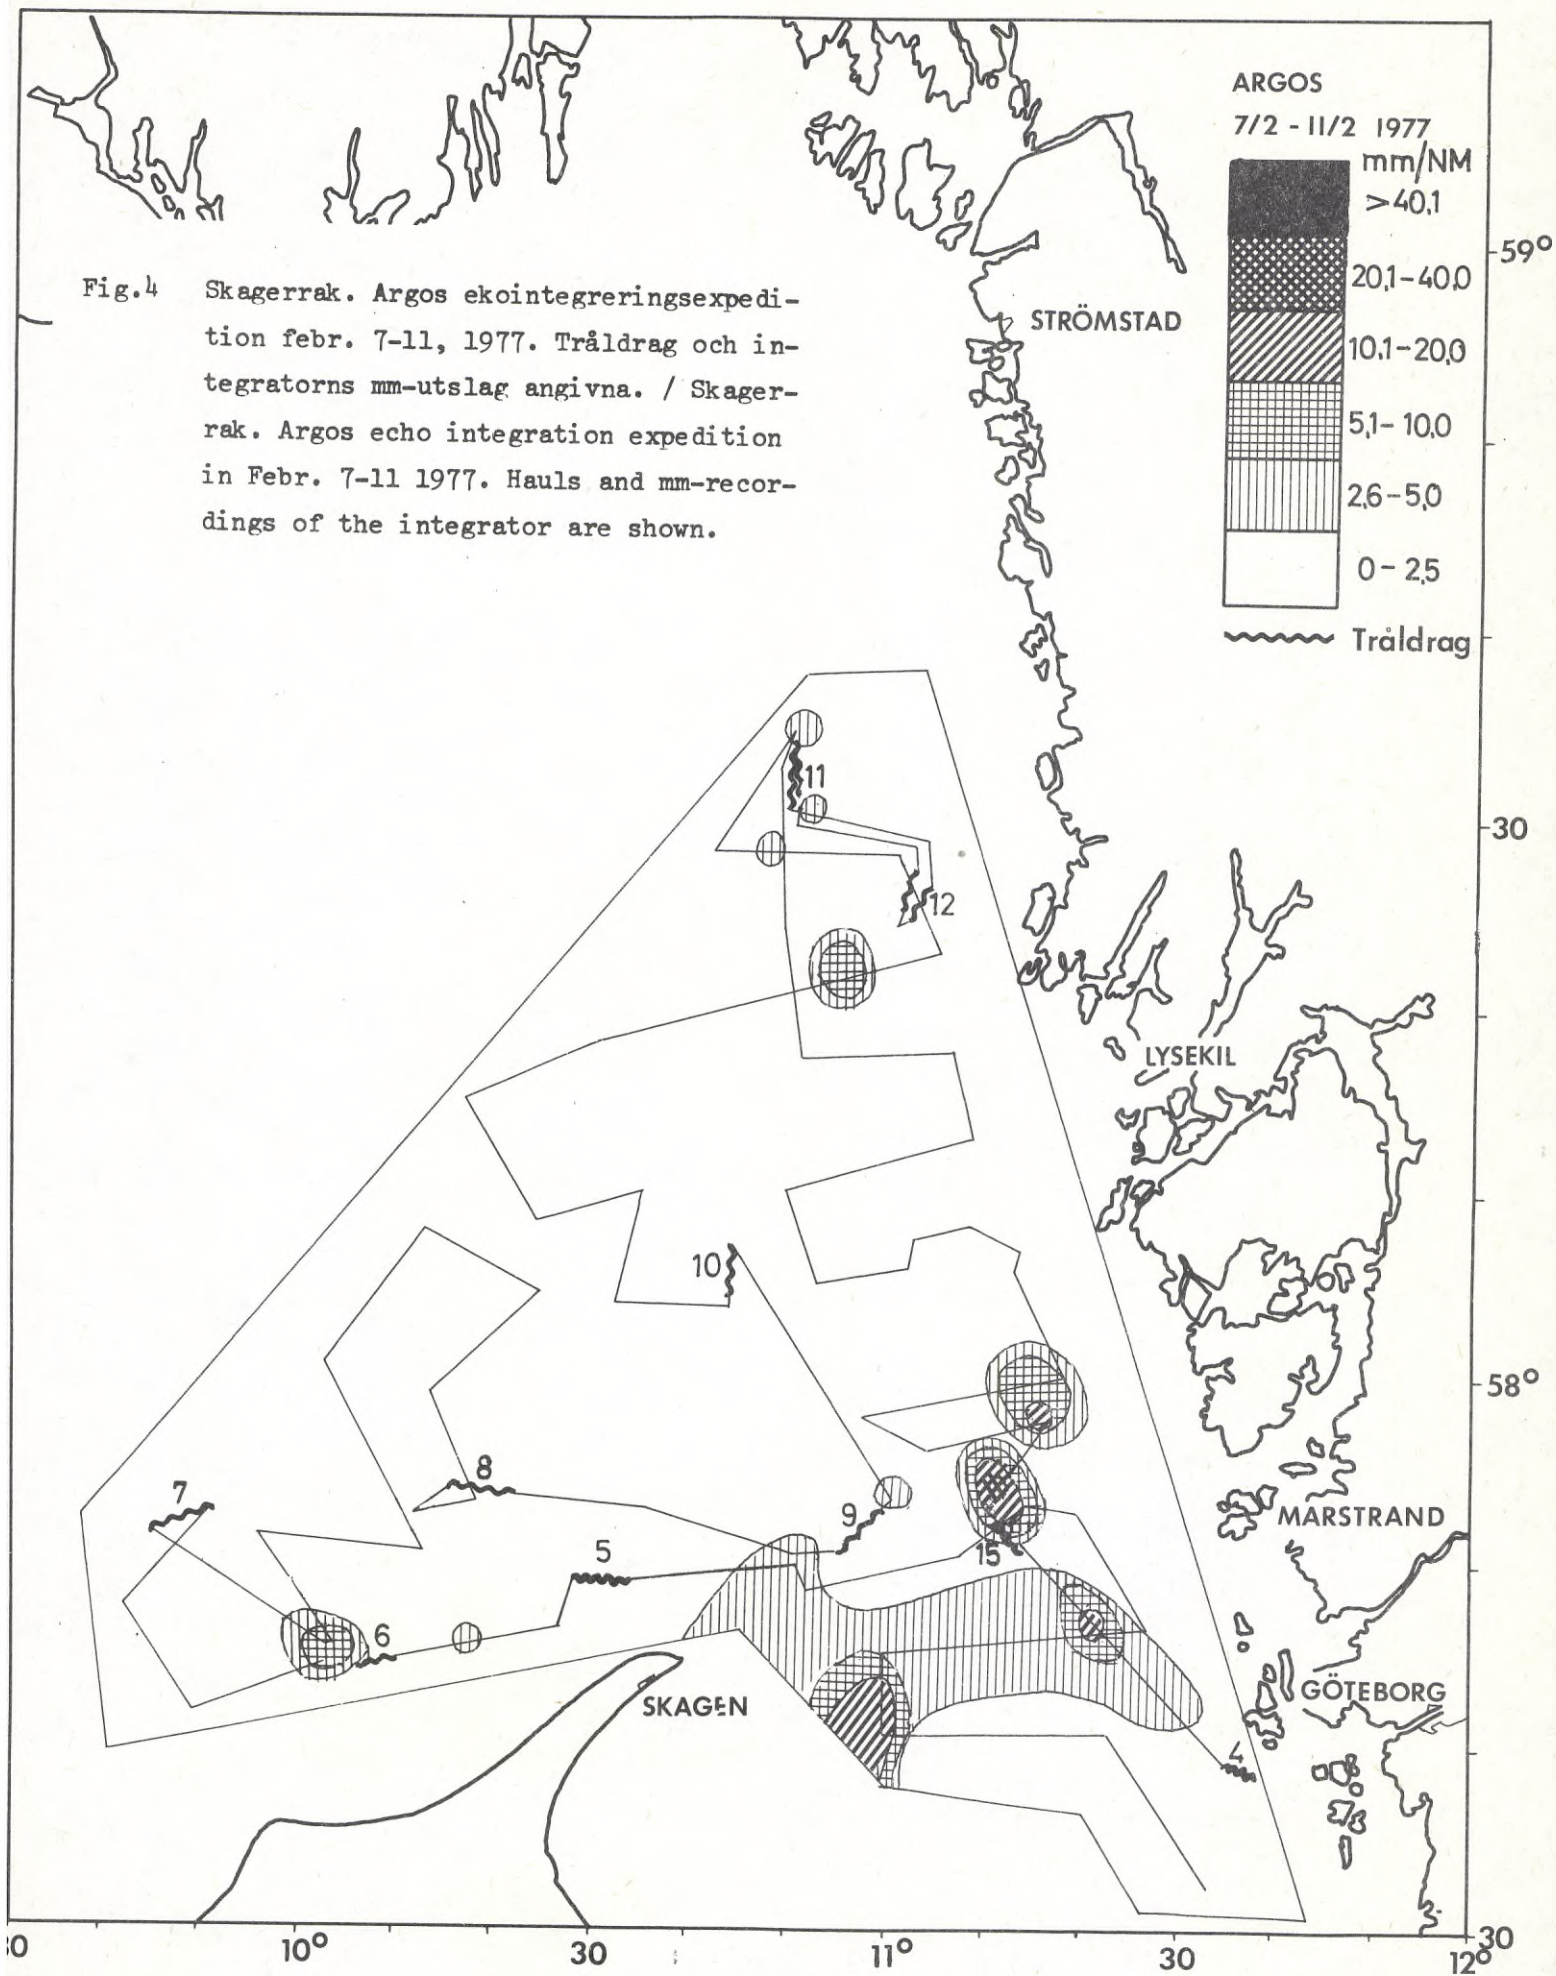 ARGOS
7/2 - 11/2 1977
mm/NM
>40,1
20,1-40,0
10,1-20,0
5,1-10,0
2,6-5,0
0-2,5
Tråldrag
Fig.4 Skagerrak. Argos ekointegreringsexpedi-
tion febr. 7-11, 1977. Tråldrag och in-
tegratorns mm-utslag angivna. / Skager-
rak. Argos echo integration expedition
in Febr. 7-11 1977. Hauls and mm-recor-
dings of the integrator are shown.
59°
STRÖMSTAD
11
30
12
LYSEKIL
10
58°
8
7
9
MARSTRAND
5
15
6
SKAGEN
GÖTEBORG
4
30
30
10°
30
11°
30
12°